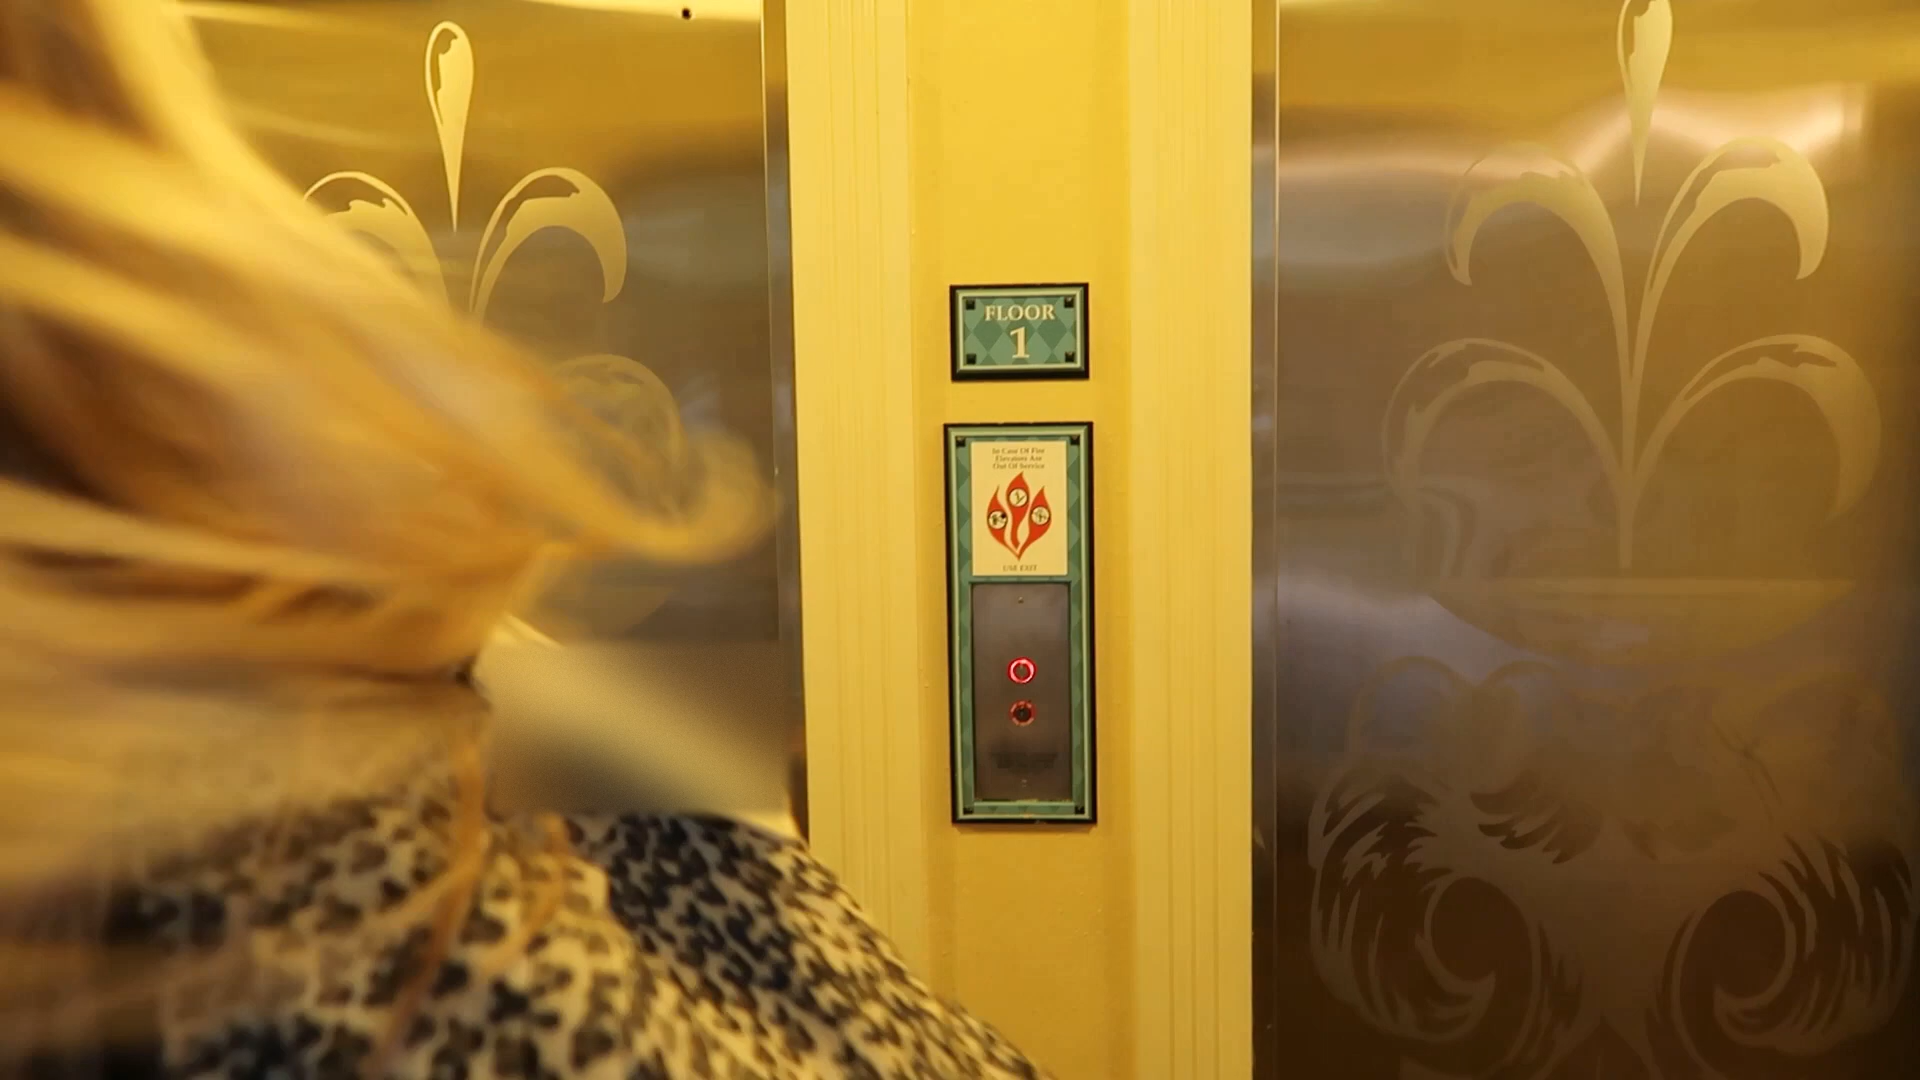 FLOOR
1
In Case Of Fire
Elevators Are
Out Of Service
USE EXIT